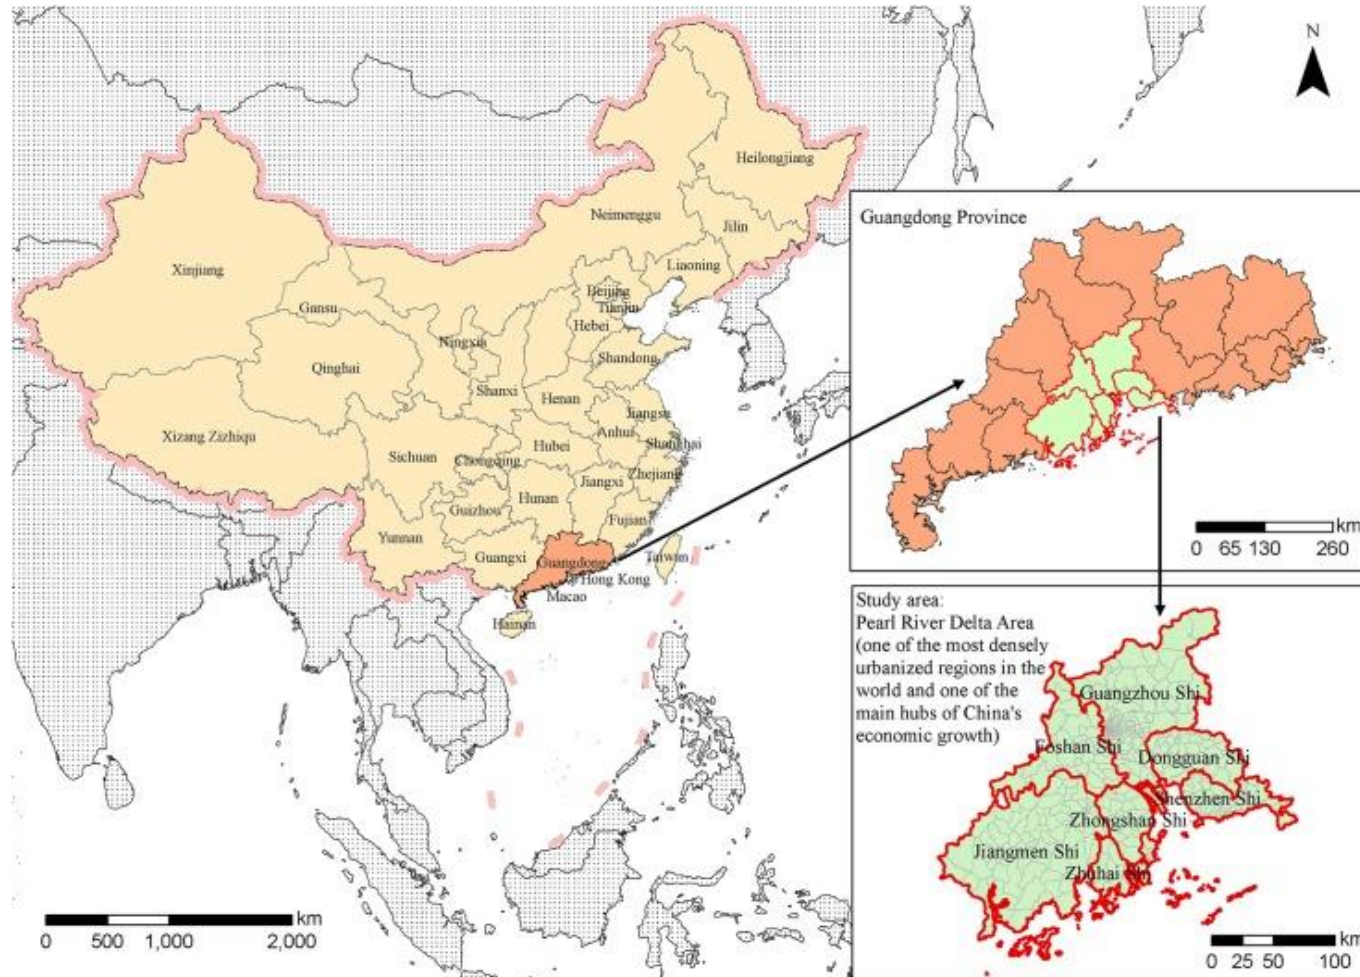 N
Heilongjiang
Neimenggu
Jilin
Liaoning
Xinjiang
Beijing
Tianjin
Gansu
Hebei
Ningxia
Shandong
Qinghai
Shanxi
Henan
Jiangsu
Xizang Zizhiqu
Anhui
Shanghai
Sichuan
Hubei
Chongqing
Zhejiang
Jiangxi
Hunan
Guizhou
Fujian
Yunnan
Guangxi
Guangdong
Taiwan
Hong Kong
Macao
Hainan
km
0 500 1,000 2,000
Guangdong Province
km
0 65 130 260
Study area:
Pearl River Delta Area
(one of the most densely
urbanized regions in the
world and one of the
main hubs of China's
economic growth)
Guangzhou Shi
Foshan Shi
Dongguan Shi
Shenzhen Shi
Zhongshan Shi
Jiangmen Shi
Zhuhai Shi
km
0 25 50 100